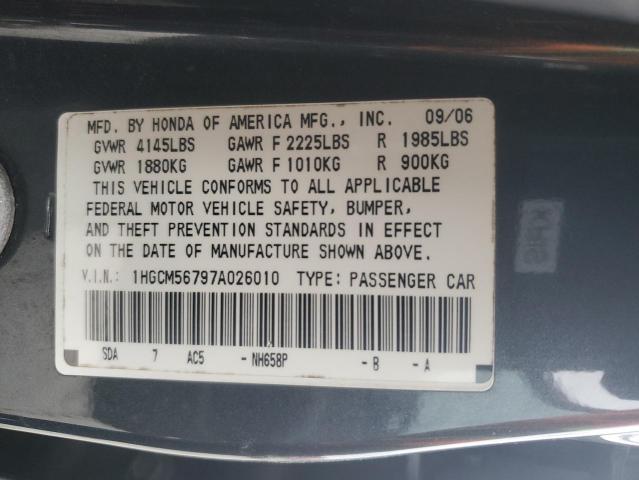 MFD. BY HONDA OF AMERICA MFG., INC. 09/06
GVWR 4145LBS GAWR F 2225LBS R 1985LBS
GVWR 1880KG GAWR F 1010KG R 900KG
THIS VEHICLE CONFORMS TO ALL APPLICABLE
FEDERAL MOTOR VEHICLE SAFETY, BUMPER,
AND THEFT PREVENTION STANDARDS IN EFFECT
ON THE DATE OF MANUFACTURE SHOWN ABOVE.
V.I.N.: 1HGCM56797A026010 TYPE: PASSENGER CAR
SDA 7 AC5 -NH658P -B -A